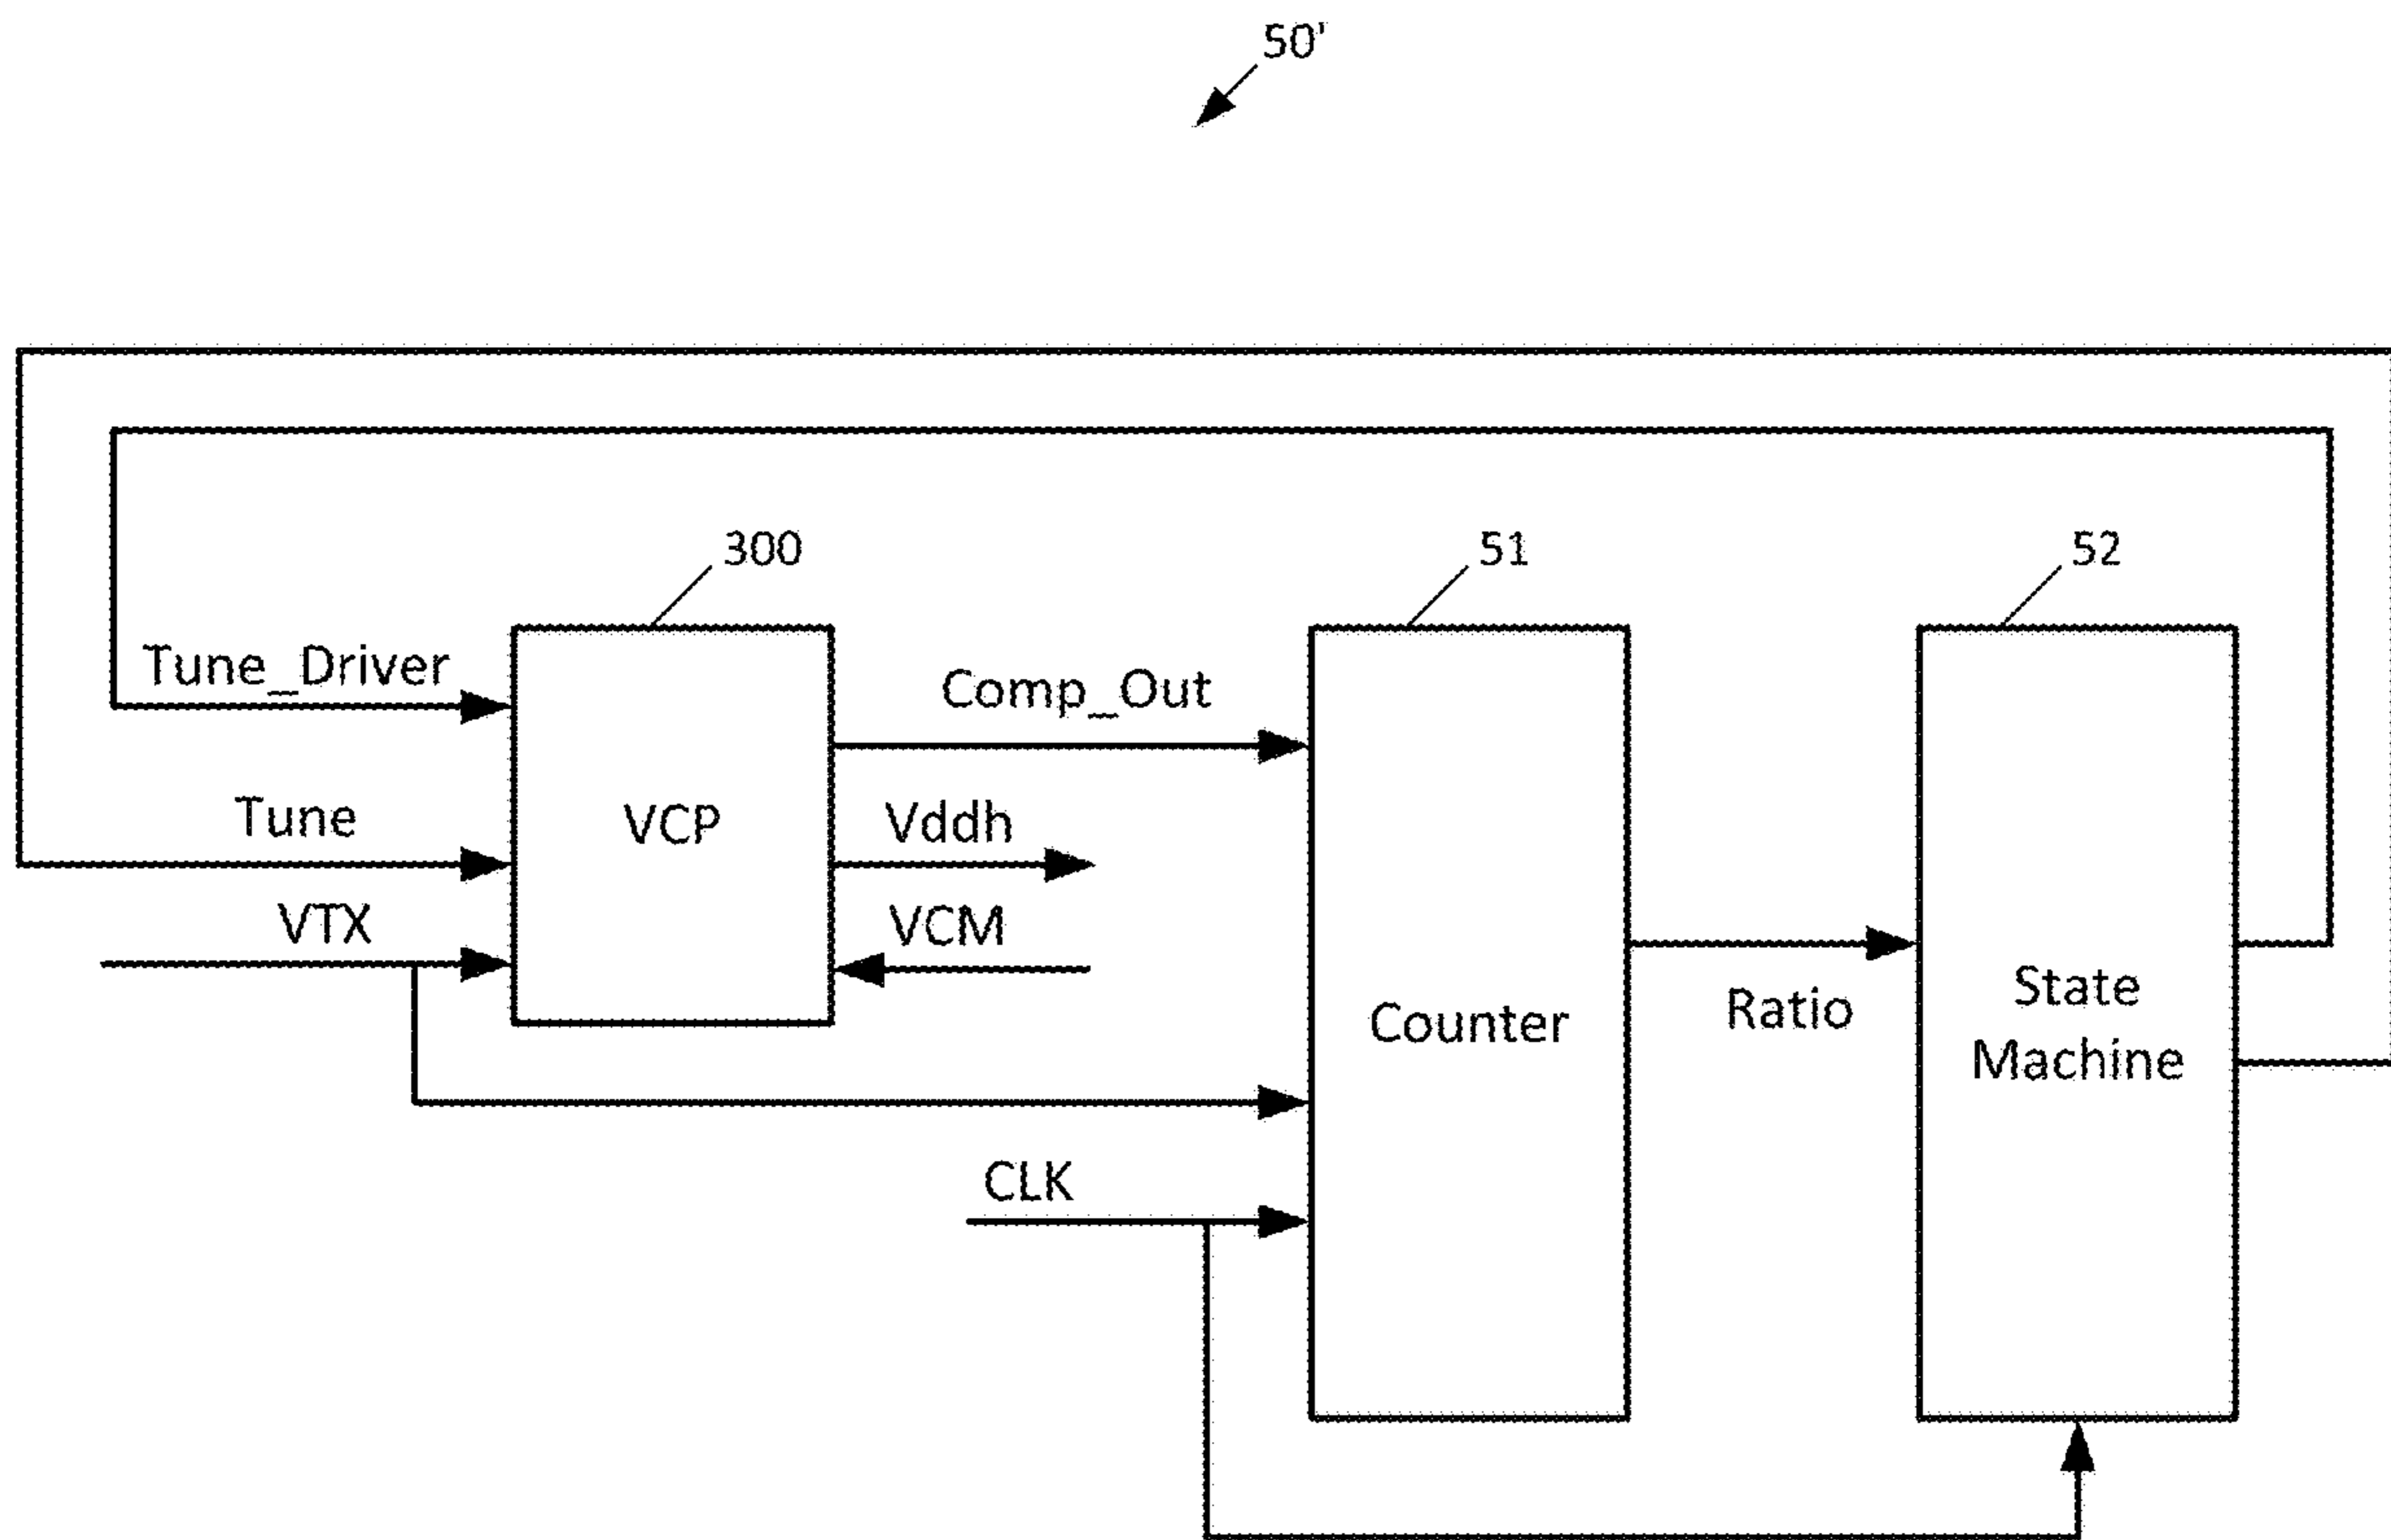 50'
300
51
52
Tune_Driver
Comp_Out
Tune
VCP
Vddh
VTX
VCM
Counter
Ratio
State
Machine
CLK